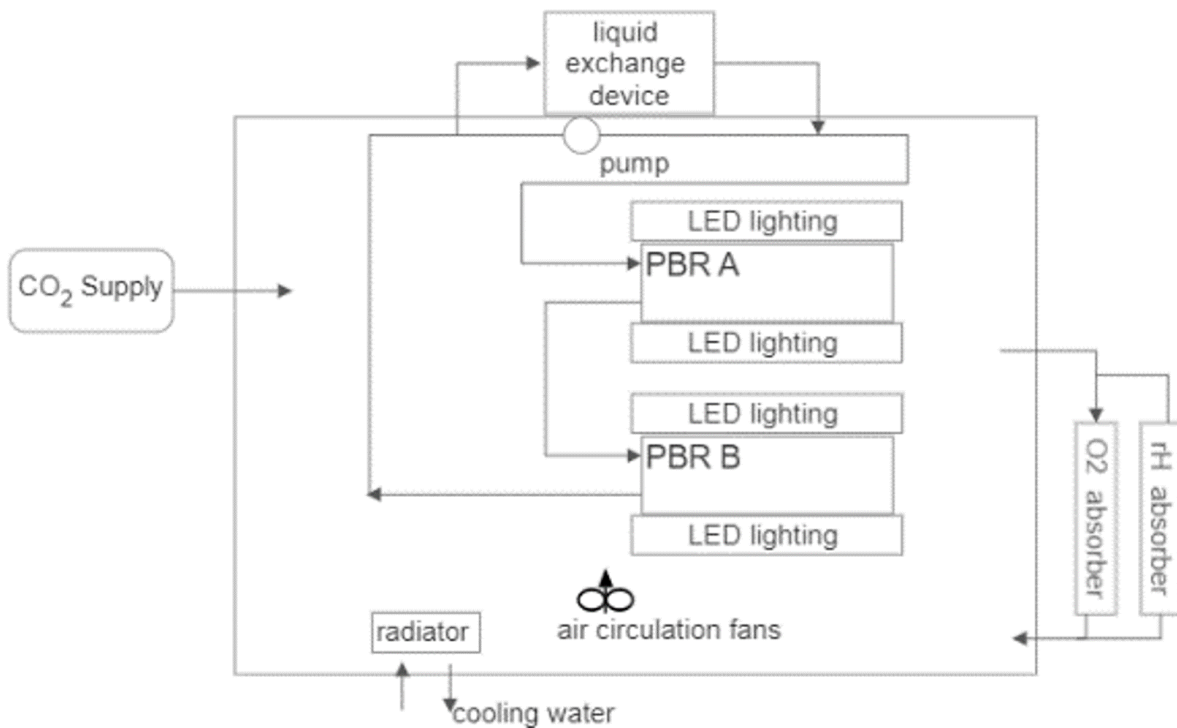 liquid
exchange
device
pump
LED lighting
PBR A
CO₂ Supply
LED lighting
LED lighting
PBR B
O2 absorber
rH absorber
LED lighting
air circulation fans
radiator
cooling water